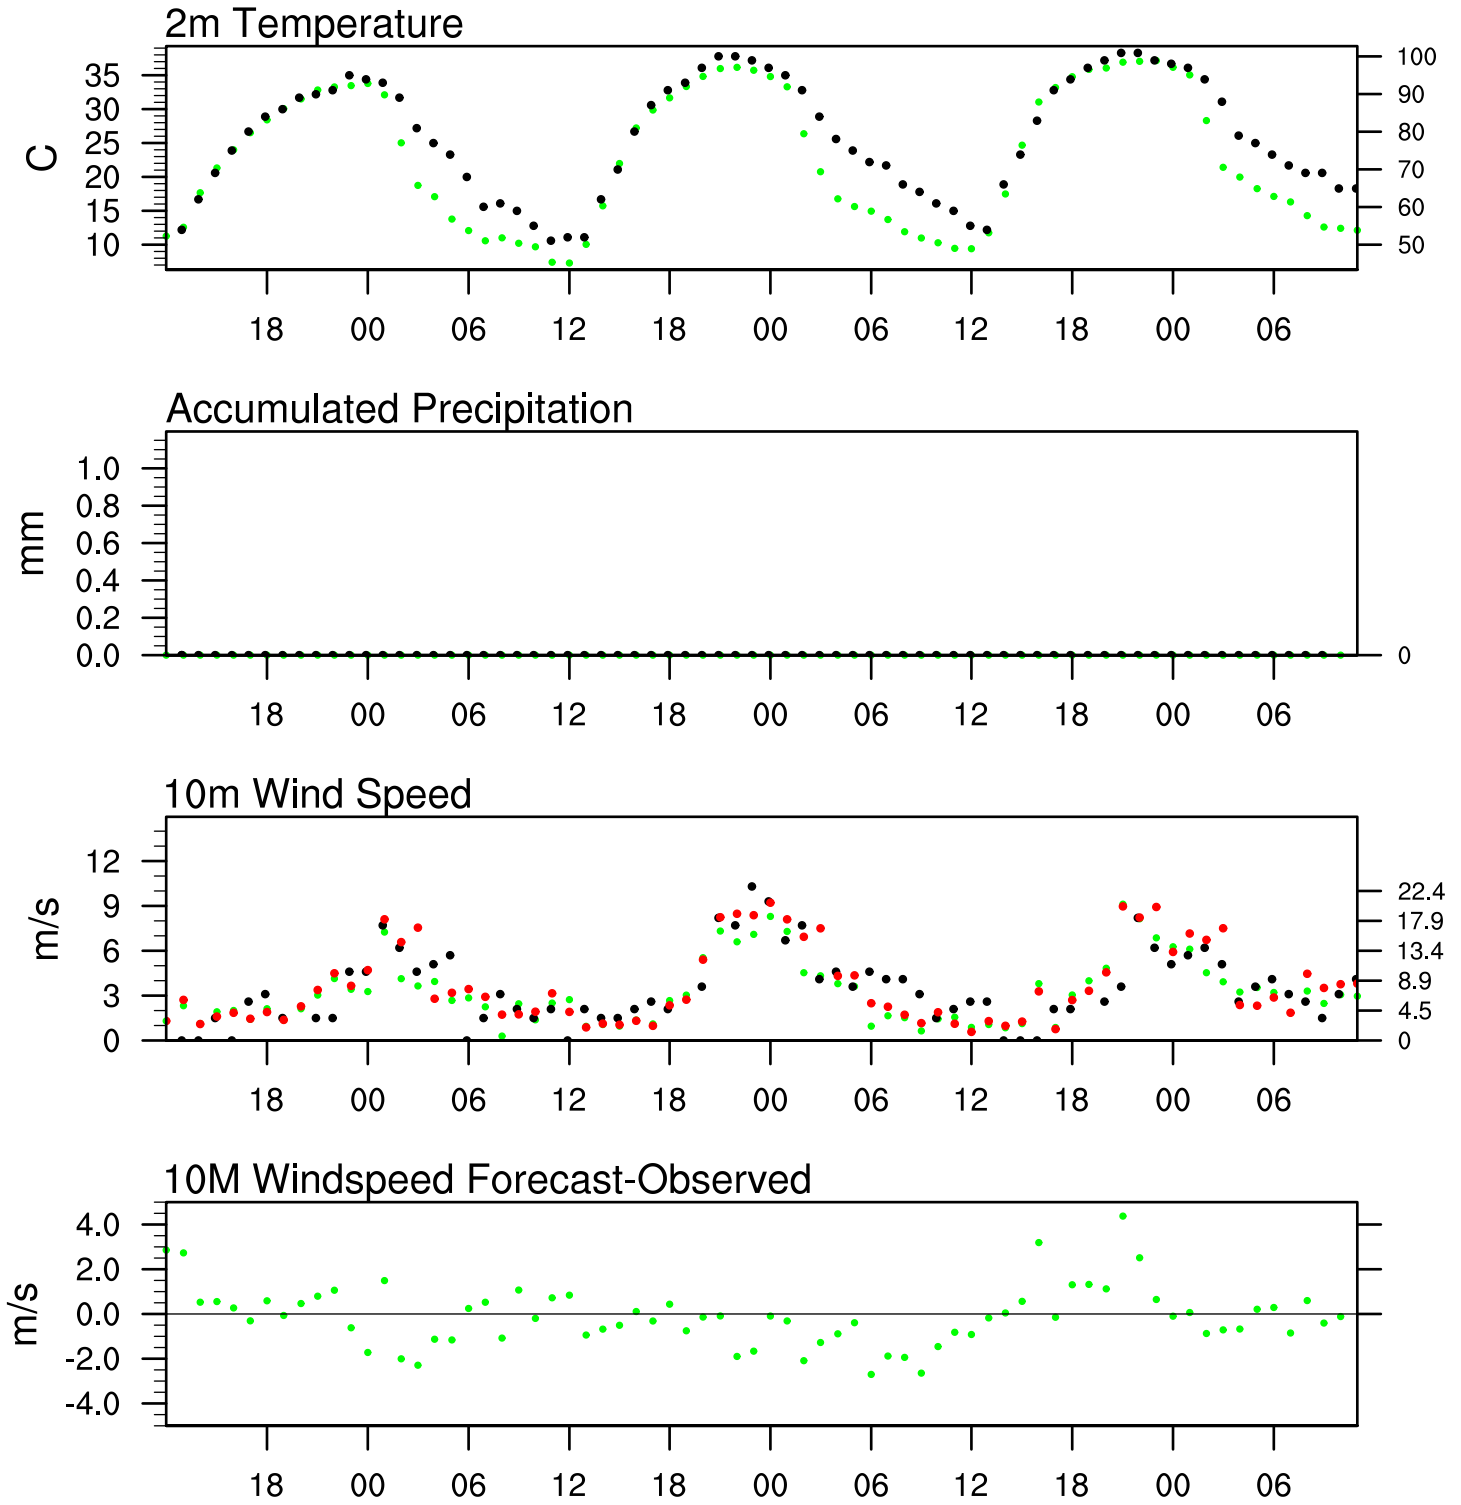 2m Temperature
C
35
30
25
20
15
10
100
90
80
70
60
50
18 00 06 12 18 00 06 12 18 00 06
Accumulated Precipitation
mm
1.0
0.8
0.6
0.4
0.2
0.0
0
18 00 06 12 18 00 06 12 18 00 06
10m Wind Speed
m/s
12
9
6
3
0
22.4
17.9
13.4
8.9
4.5
0
18 00 06 12 18 00 06 12 18 00 06
10M Windspeed Forecast-Observed
m/s
4.0
2.0
0.0
-2.0
-4.0
18 00 06 12 18 00 06 12 18 00 06